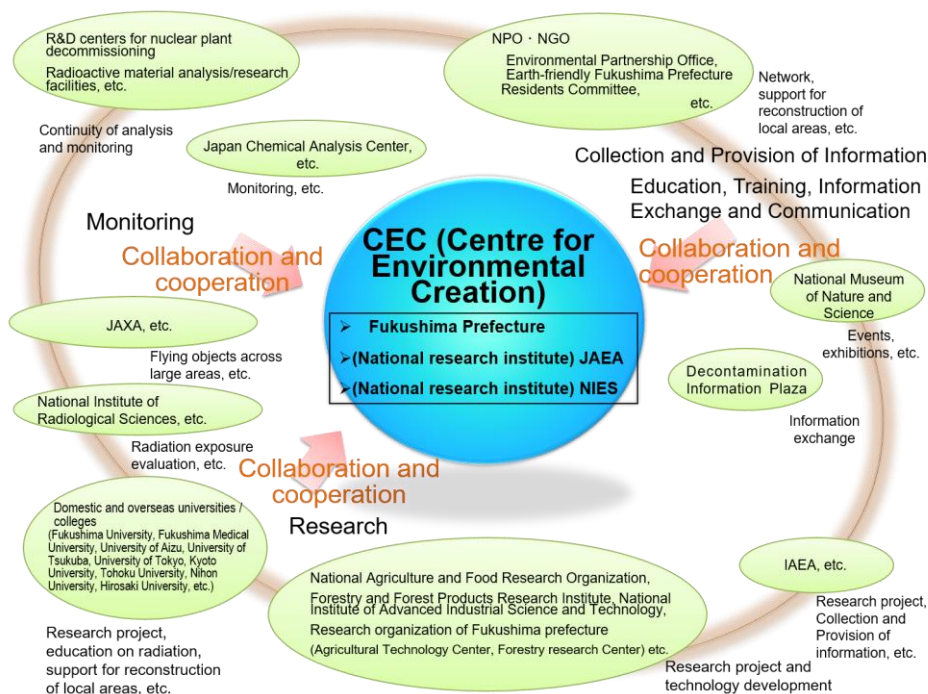 R&D centers for nuclear plant
decommissioning
Radioactive material analysis/research
facilities, etc.
Continuity of analysis
and monitoring
Japan Chemical Analysis Center,
etc.
Monitoring, etc.
NPO・NGO
Environmental Partnership Office,
Earth-friendly Fukushima Prefecture
Residents Committee,
etc.
Network,
support for
reconstruction of
local areas, etc.
Collection and Provision of Information
Education, Training, Information
Exchange and Communication
Monitoring
Collaboration and
cooperation
CEC (Centre for
Environmental
Creation)
➢ Fukushima Prefecture
➢ (National research institute) JAEA
➢ (National research institute) NIES
Collaboration and
cooperation
National Museum
of Nature and
Science
Events,
exhibitions, etc.
JAXA, etc.
Flying objects across
large areas, etc.
Decontamination
Information Plaza
Information
exchange
National Institute of
Radiological Sciences, etc.
Radiation exposure
evaluation, etc.
Collaboration and
cooperation
Research
Domestic and overseas universities /
colleges
(Fukushima University, Fukushima Medical
University, University of Aizu, University of
Tsukuba, University of Tokyo, Kyoto
University, Tohoku University, Nihon
University, Hirosaki University, etc.)
Research project,
education on radiation,
support for reconstruction
of local areas, etc.
National Agriculture and Food Research Organization,
Forestry and Forest Products Research Institute, National
Institute of Advanced Industrial Science and Technology,
Research organization of Fukushima prefecture
(Agricultural Technology Center, Forestry research Center) etc.
Research project and
technology development
IAEA, etc.
Research project,
Collection and
Provision of
information, etc.